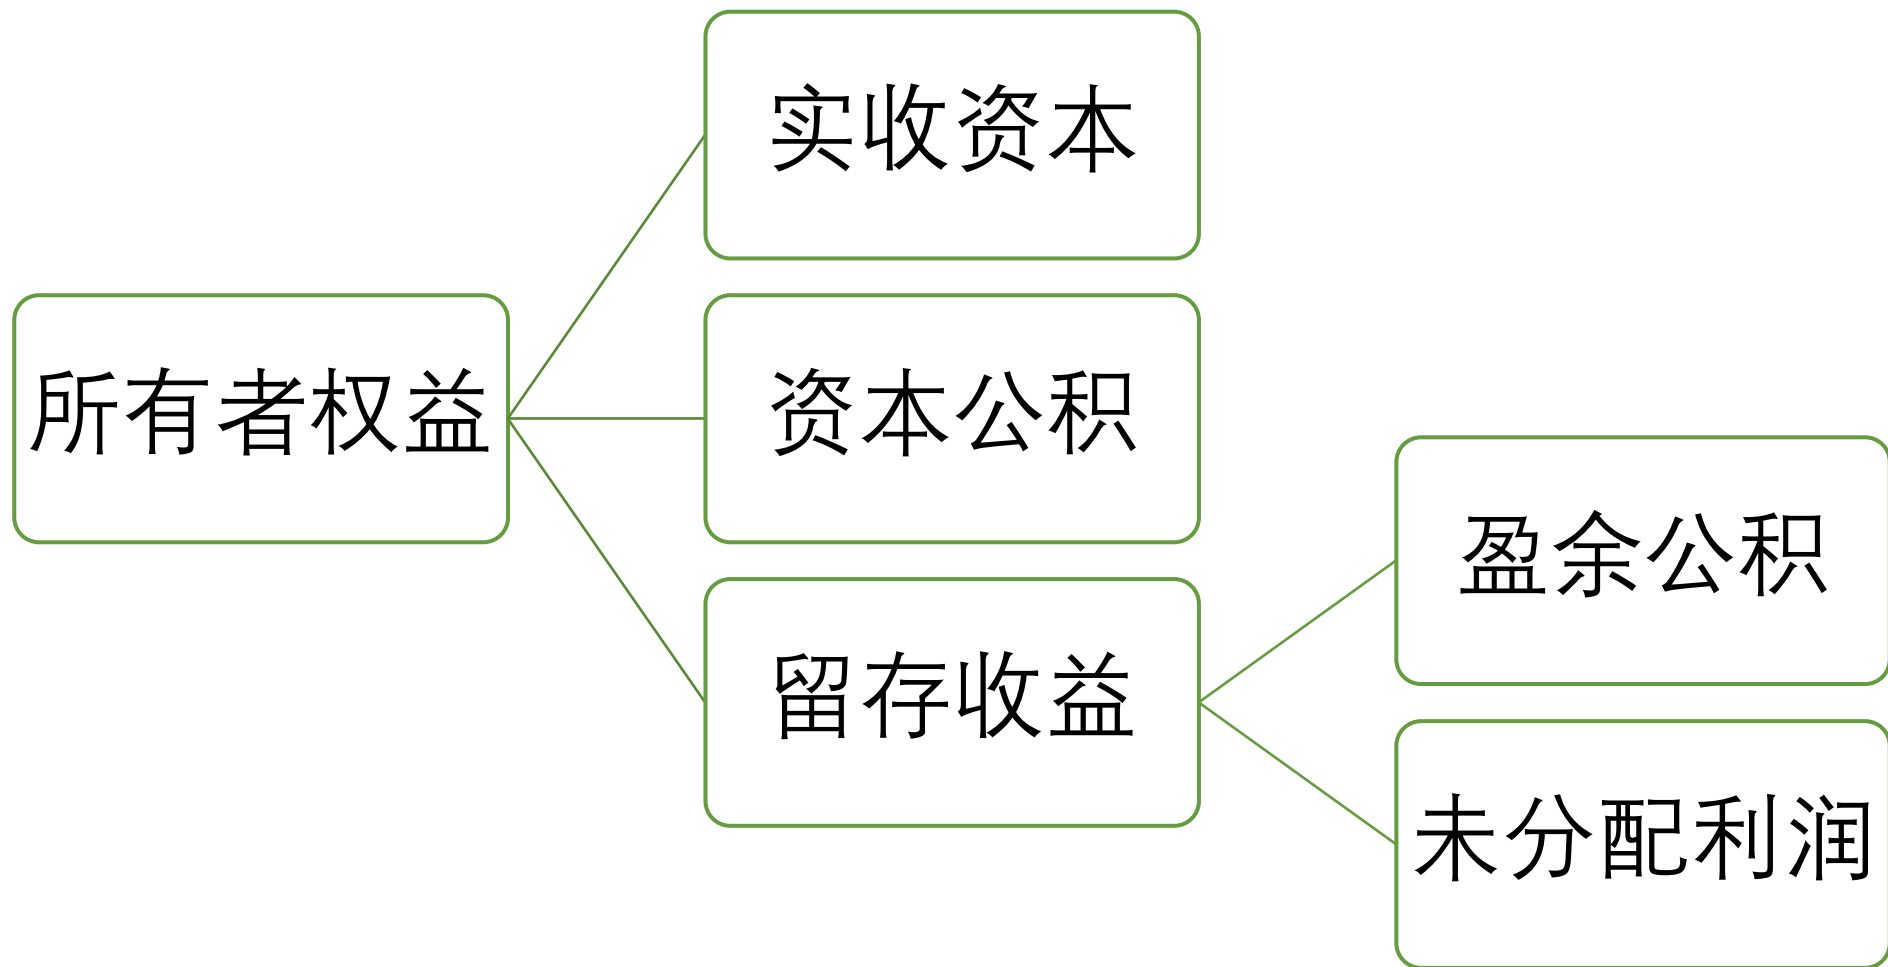 所有者权益
实收资本
资本公积
留存收益
盈余公积
未分配利润